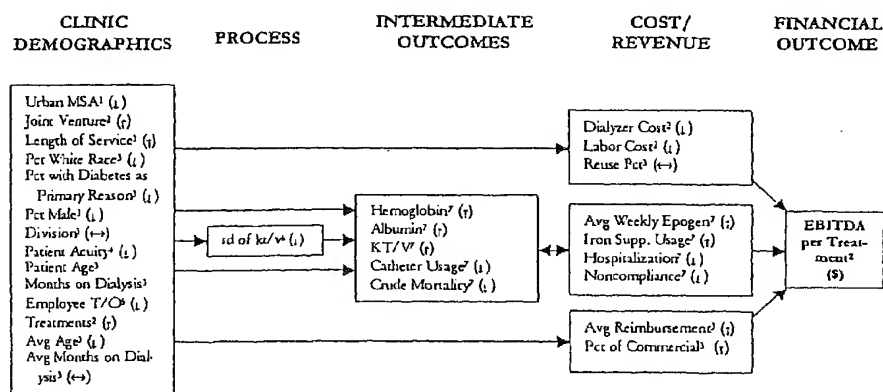 CLINIC
DEMOGRAPHICS
PROCESS
INTERMEDIATE
OUTCOMES
COST/
REVENUE
FINANCIAL
OUTCOME
Urban MSA¹ (↓)
Joint Venture² (↑)
Length of Service³ (↑)
Pct White Race³ (↓)
Pct with Diabetes as
Primary Reason³ (↓)
Pct Male³ (↓)
Division³ (↔)
Patient Acuity⁴ (↓)
Patient Age³
Months on Dialysis³
Employee T/O⁵ (↓)
Treatments² (↑)
Avg Age³ (↓)
Avg Months on Dial-
ysis³ (↔)
sd of kt/v⁶ (↓)
Hemoglobin⁷ (↑)
Albumin⁷ (↑)
KT/V⁷ (↑)
Catheter Usage⁷ (↓)
Crude Mortality⁷ (↓)
Dialyzer Cost² (↓)
Labor Cost² (↓)
Reuse Pct³ (↔)
Avg Weekly Epogen⁷ (↑)
Iron Supp. Usage⁷ (↑)
Hospitalization⁷ (↓)
Noncompliance⁷ (↓)
Avg Reimbursement³ (↑)
Pct of Commercial³ (↑)
EBITDA
per Treat-
ment²
($)